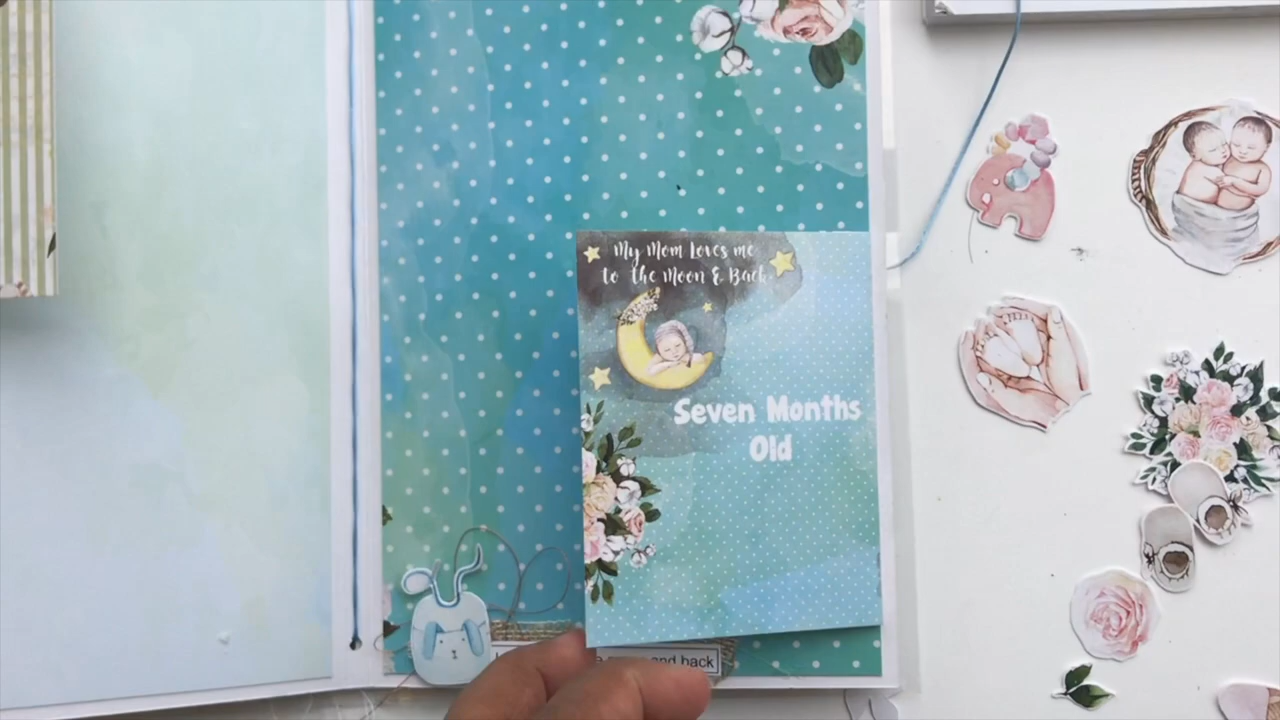 My Mom Loves me
to the Moon & Back
Seven Months
Old
and back